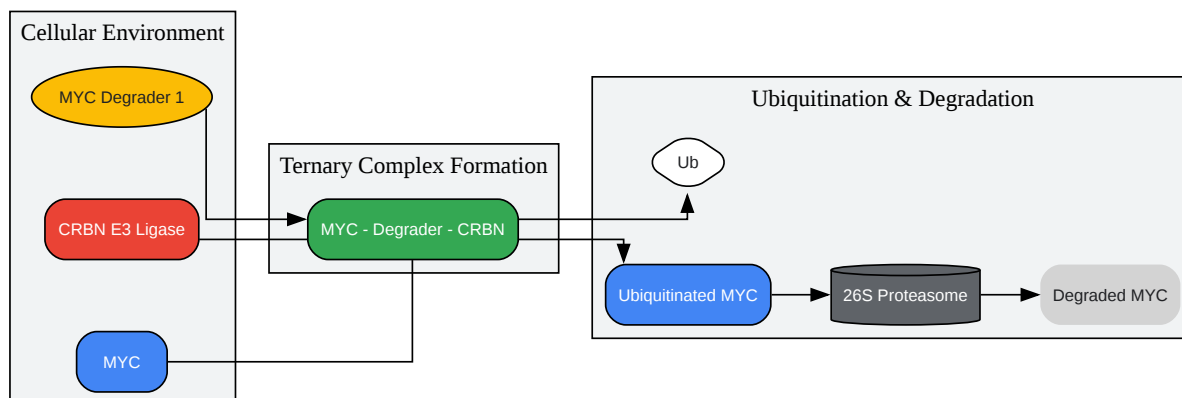 Cellular Environment
MYC Degrader 1
CRBN E3 Ligase
MYC
Ternary Complex Formation
MYC - Degrader - CRBN
Ubiquitination & Degradation
Ub
Ubiquitinated MYC
26S Proteasome
Degraded MYC